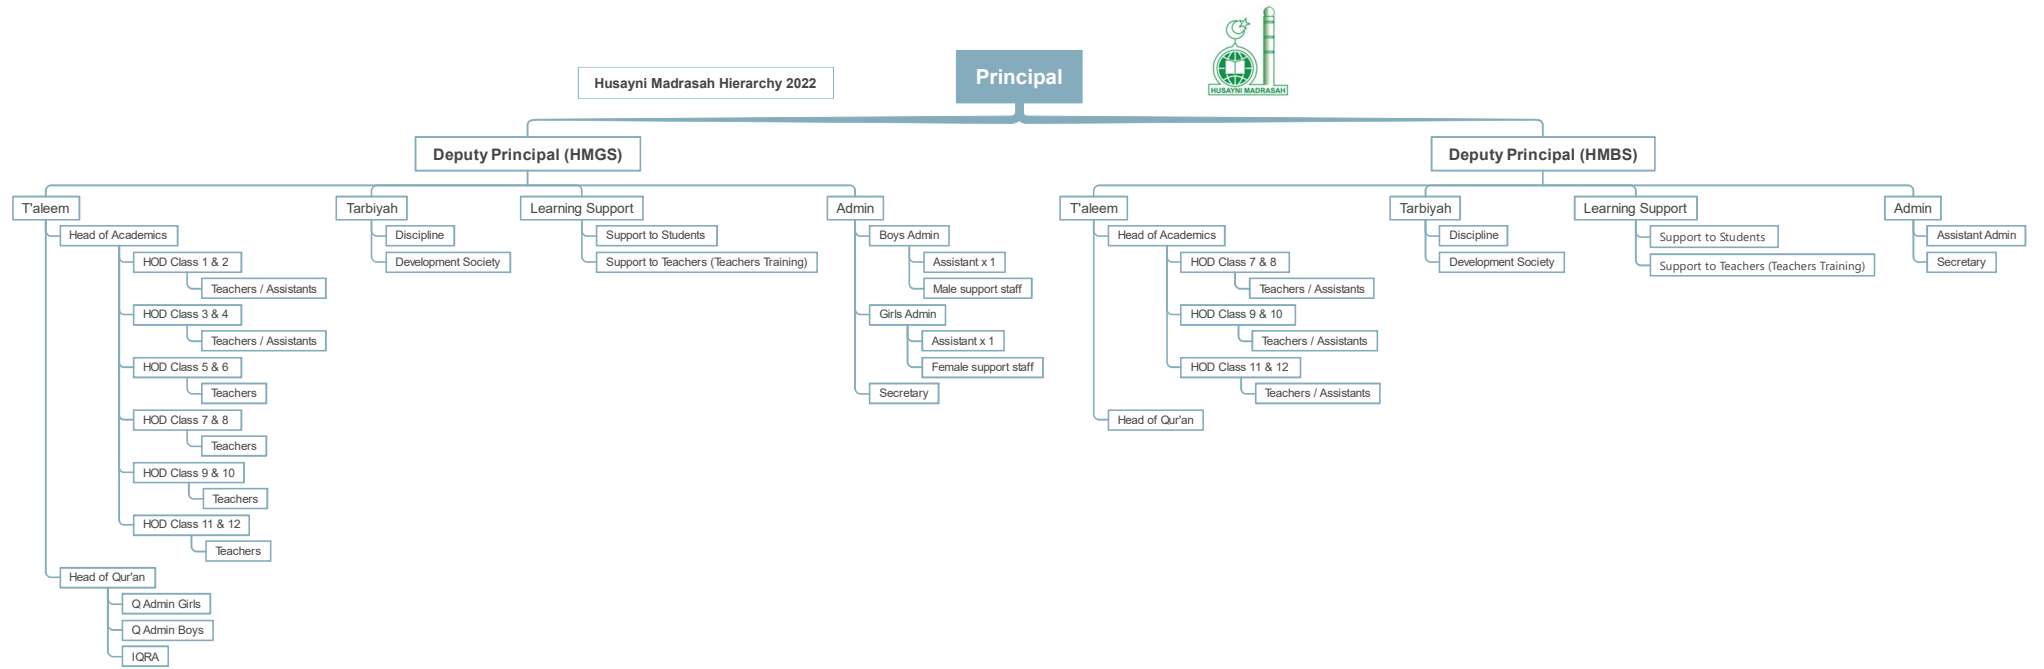 Husayni Madrasah Hierarchy 2022
Principal
HUSAYNI MADRASAH
Deputy Principal (HMGS)
T'aleem
Head of Academics
HOD Class 1 & 2
Teachers / Assistants
HOD Class 3 & 4
Teachers / Assistants
HOD Class 5 & 6
Teachers
HOD Class 7 & 8
Teachers
HOD Class 9 & 10
Teachers
HOD Class 11 & 12
Teachers
Head of Qur'an
Q Admin Girls
Q Admin Boys
IQRA
Tarbiyah
Discipline
Development Society
Learning Support
Support to Students
Support to Teachers (Teachers Training)
Admin
Boys Admin
Assistant x 1
Male support staff
Girls Admin
Assistant x 1
Female support staff
Secretary
Deputy Principal (HMBS)
T'aleem
Head of Academics
HOD Class 7 & 8
Teachers / Assistants
HOD Class 9 & 10
Teachers / Assistants
HOD Class 11 & 12
Teachers / Assistants
Head of Qur'an
Tarbiyah
Discipline
Development Society
Learning Support
Support to Students
Support to Teachers (Teachers Training)
Admin
Assistant Admin
Secretary